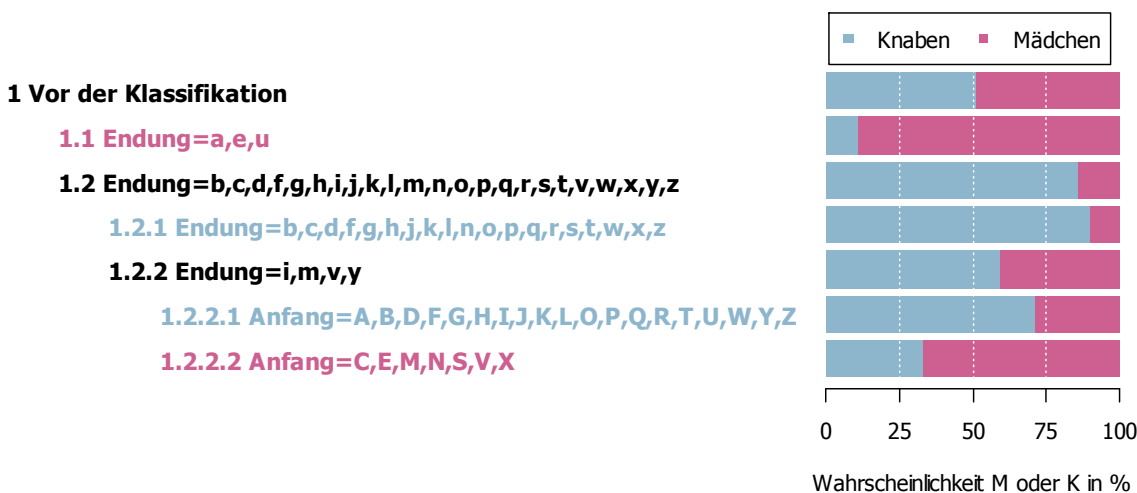 Knaben Mädchen
1 Vor der Klassifikation
1.1 Endung=a,e,u
1.2 Endung=b,c,d,f,g,h,i,j,k,l,m,n,o,p,q,r,s,t,v,w,x,y,z
1.2.1 Endung=b,c,d,f,g,h,j,k,l,n,o,p,q,r,s,t,w,x,z
1.2.2 Endung=i,m,v,y
1.2.2.1 Anfang=A,B,D,F,G,H,I,J,K,L,O,P,Q,R,T,U,W,Y,Z
1.2.2.2 Anfang=C,E,M,N,S,V,X
0 25 50 75 100
Wahrscheinlichkeit M oder K in %